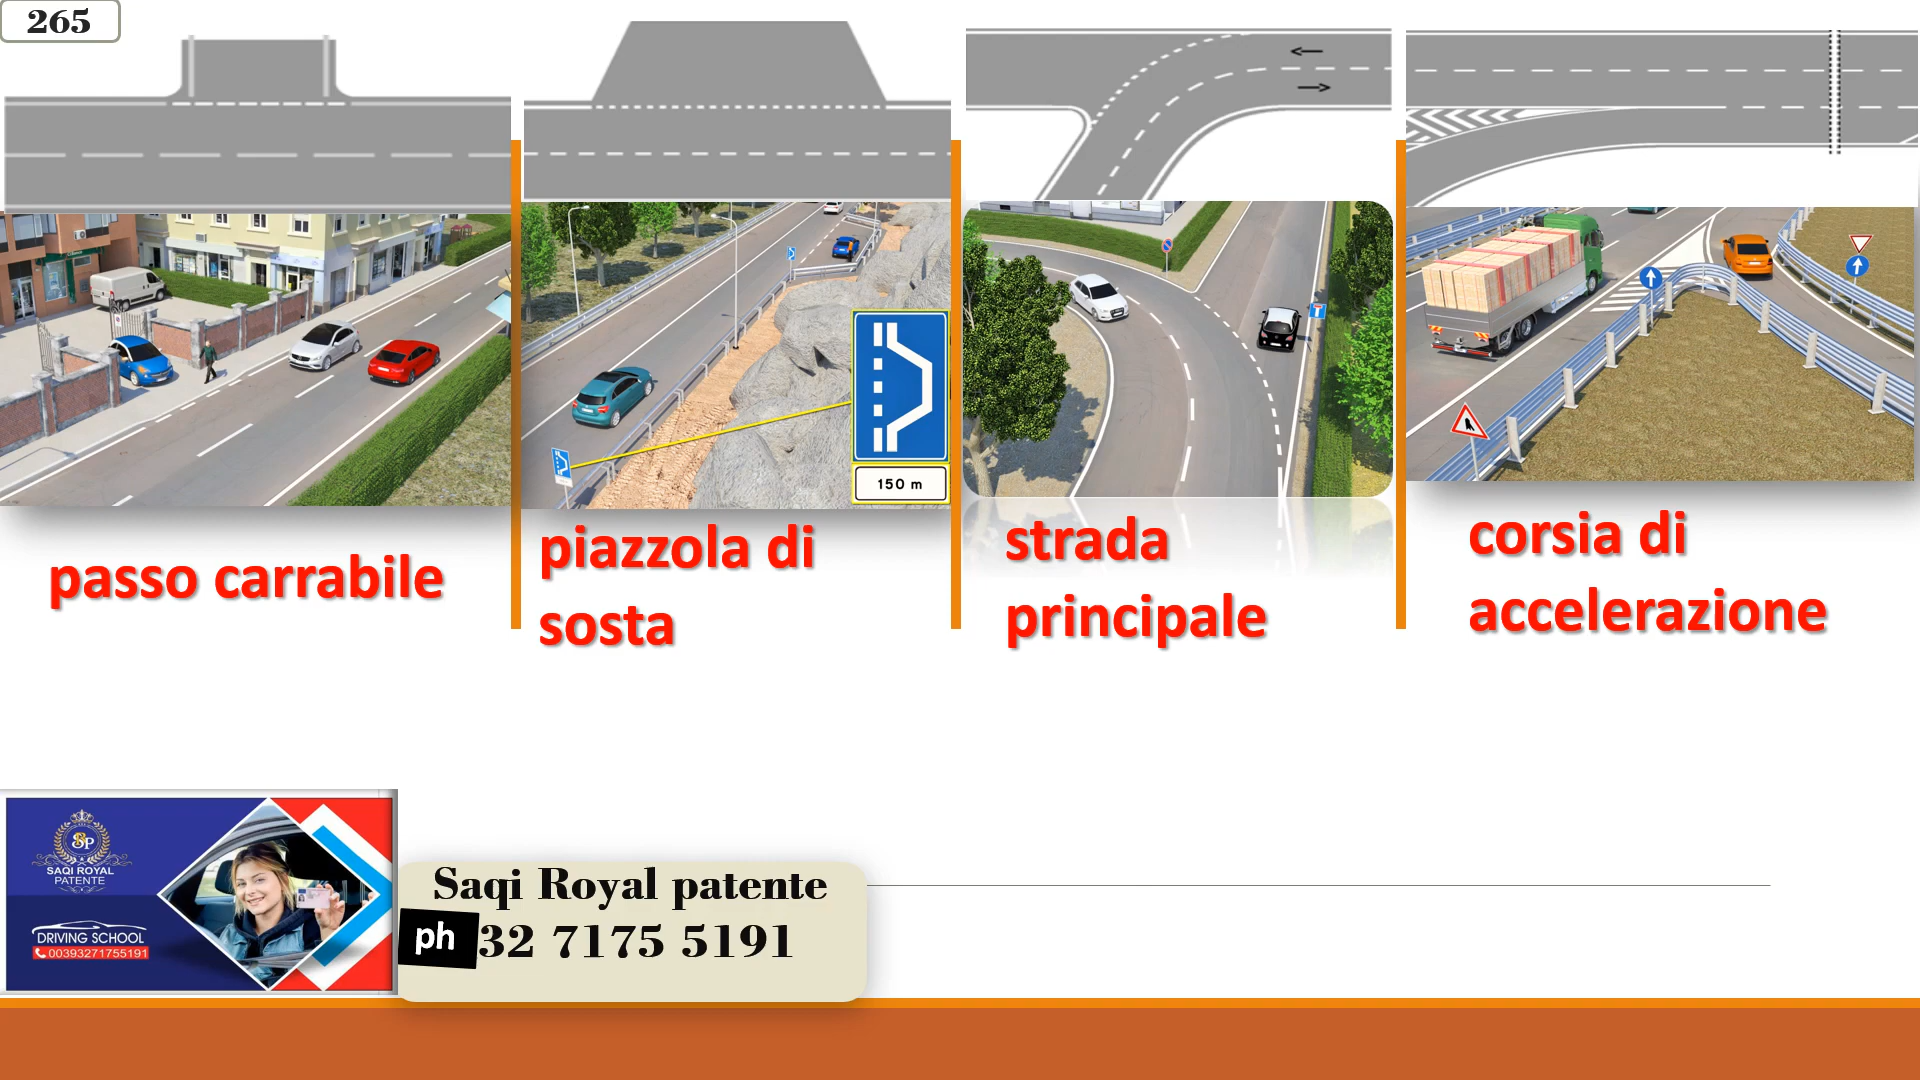 265
150 m
passo carrabile
piazzola di
sosta
strada
principale
corsia di
accelerazione
SRP
SAQI ROYAL
PATENTE
DRIVING SCHOOL
00393271755191
Saqi Royal patente
ph 32 7175 5191